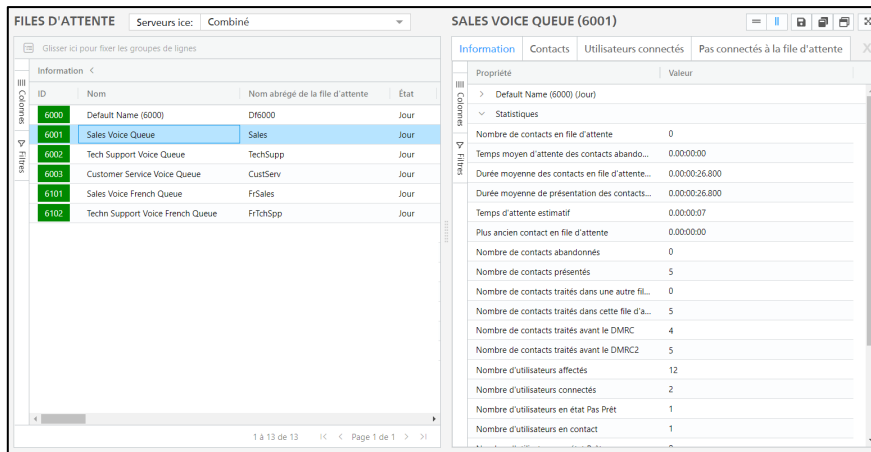 FILES D'ATTENTE Serveurs ice: Combiné
Glisser ici pour fixer les groupes de lignes
Information <
Colonnes
Filtres
ID Nom Nom abrégé de la file d'attente État
6000 Default Name (6000) Df6000 Jour
6001 Sales Voice Queue Sales Jour
6002 Tech Support Voice Queue TechSupp Jour
6003 Customer Service Voice Queue CustServ Jour
6101 Sales Voice French Queue FrSales Jour
6102 Techn Support Voice French Queue FrTchSpp Jour
1 à 13 de 13 Page 1 de 1
SALES VOICE QUEUE (6001)
Information Contacts Utilisateurs connectés Pas connectés à la file d'attente
Colonnes
Filtres
Propriété Valeur
> Default Name (6000) (Jour)
Statistiques
Nombre de contacts en file d'attente 0
Temps moyen d'attente des contacts abando... 0.00:00:00
Durée moyenne des contacts en file d'attente... 0.00:00:26.800
Durée moyenne de présentation des contacts... 0.00:00:26.800
Temps d'attente estimatif 0.00:00:07
Plus ancien contact en file d'attente 0.00:00:00
Nombre de contacts abandonnés 0
Nombre de contacts présentés 5
Nombre de contacts traités dans une autre fil... 0
Nombre de contacts traités dans cette file d'a... 5
Nombre de contacts traités avant le DMRC 4
Nombre de contacts traités avant le DMRC2 5
Nombre d'utilisateurs affectés 12
Nombre d'utilisateurs connectés 2
Nombre d'utilisateurs en état Pas Prêt 1
Nombre d'utilisateurs en contact 1